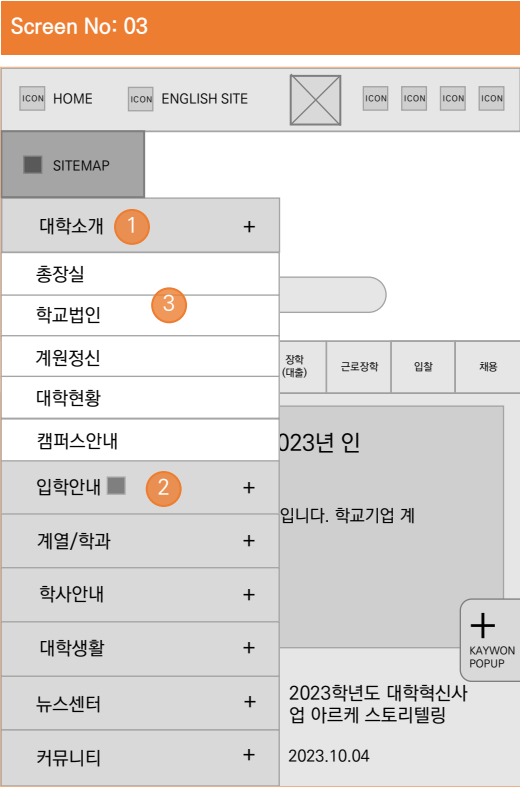 Screen No: 03
ICON HOME ICON ENGLISH SITE ICON ICON ICON ICON
SITEMAP
대학소개 1 +
총장실
3
학교법인
계원정신
대학현황
캠퍼스안내
입학안내 2 +
계열/학과 +
학사안내 +
대학생활 +
뉴스센터 +
커뮤니티 +
장학
(대출)
근로장학
입찰
채용
023년 인
입니다. 학교기업 계
+
KAYWON
POPUP
2023학년도 대학혁신사
업 아르케 스토리텔링
2023.10.04